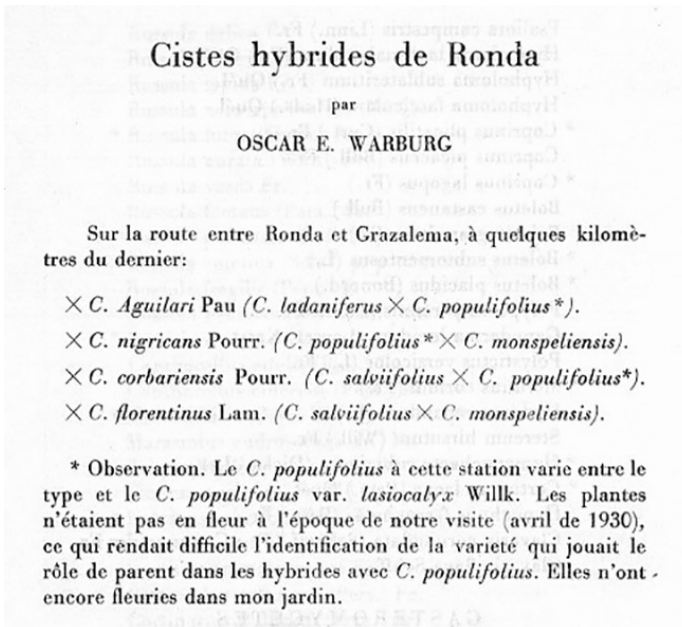 Cistes hybrides de Ronda
par
OSCAR E. WARBURG
Sur la route entre Ronda et Grazalema, à quelques kilomè-
tres du dernier:
× C. Aguilari Pau (C. ladaniferus × C. populifolius*).
× C. nigricans Pourr. (C. populifolius* × C. monspeliensis).
× C. corbariensis Pourr. (C. salviifolius × C. populifolius*).
× C. florentinus Lam. (C. salviifolius × C. monspeliensis).
* Observation. Le C. populifolius à cette station varie entre le
type et le C. populifolius var. lasiocalyx Willk. Les plantes
n'étaient pas en fleur à l'époque de notre visite (avril de 1930),
ce qui rendait difficile l'identification de la varieté qui jouait le
rôle de parent dans les hybrides avec C. populifolius. Elles n'ont
encore fleuries dans mon jardin.